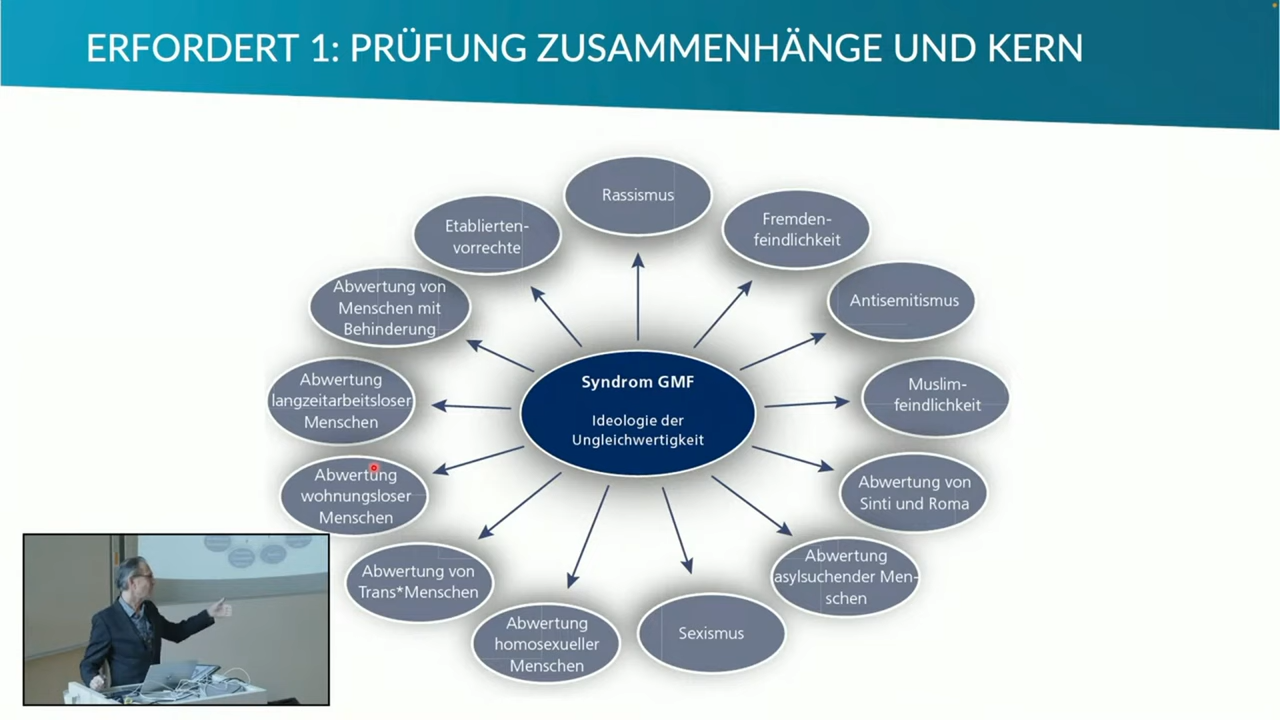 ERFORDERT 1: PRÜFUNG ZUSAMMENHÄNGE UND KERN
Rassismus
Fremden-
feindlichkeit
Antisemitismus
Muslim-
feindlichkeit
Abwertung von
Sinti und Roma
Abwertung
asylsuchender Men-
schen
Sexismus
Abwertung
homosexueller
Menschen
Abwertung von
Trans*Menschen
Abwertung
wohnungsloser
Menschen
Abwertung
langzeitarbeitsloser
Menschen
Abwertung von
Menschen mit
Behinderung
Etablierten-
vorrechte
Syndrom GMF
Ideologie der
Ungleichwertigkeit